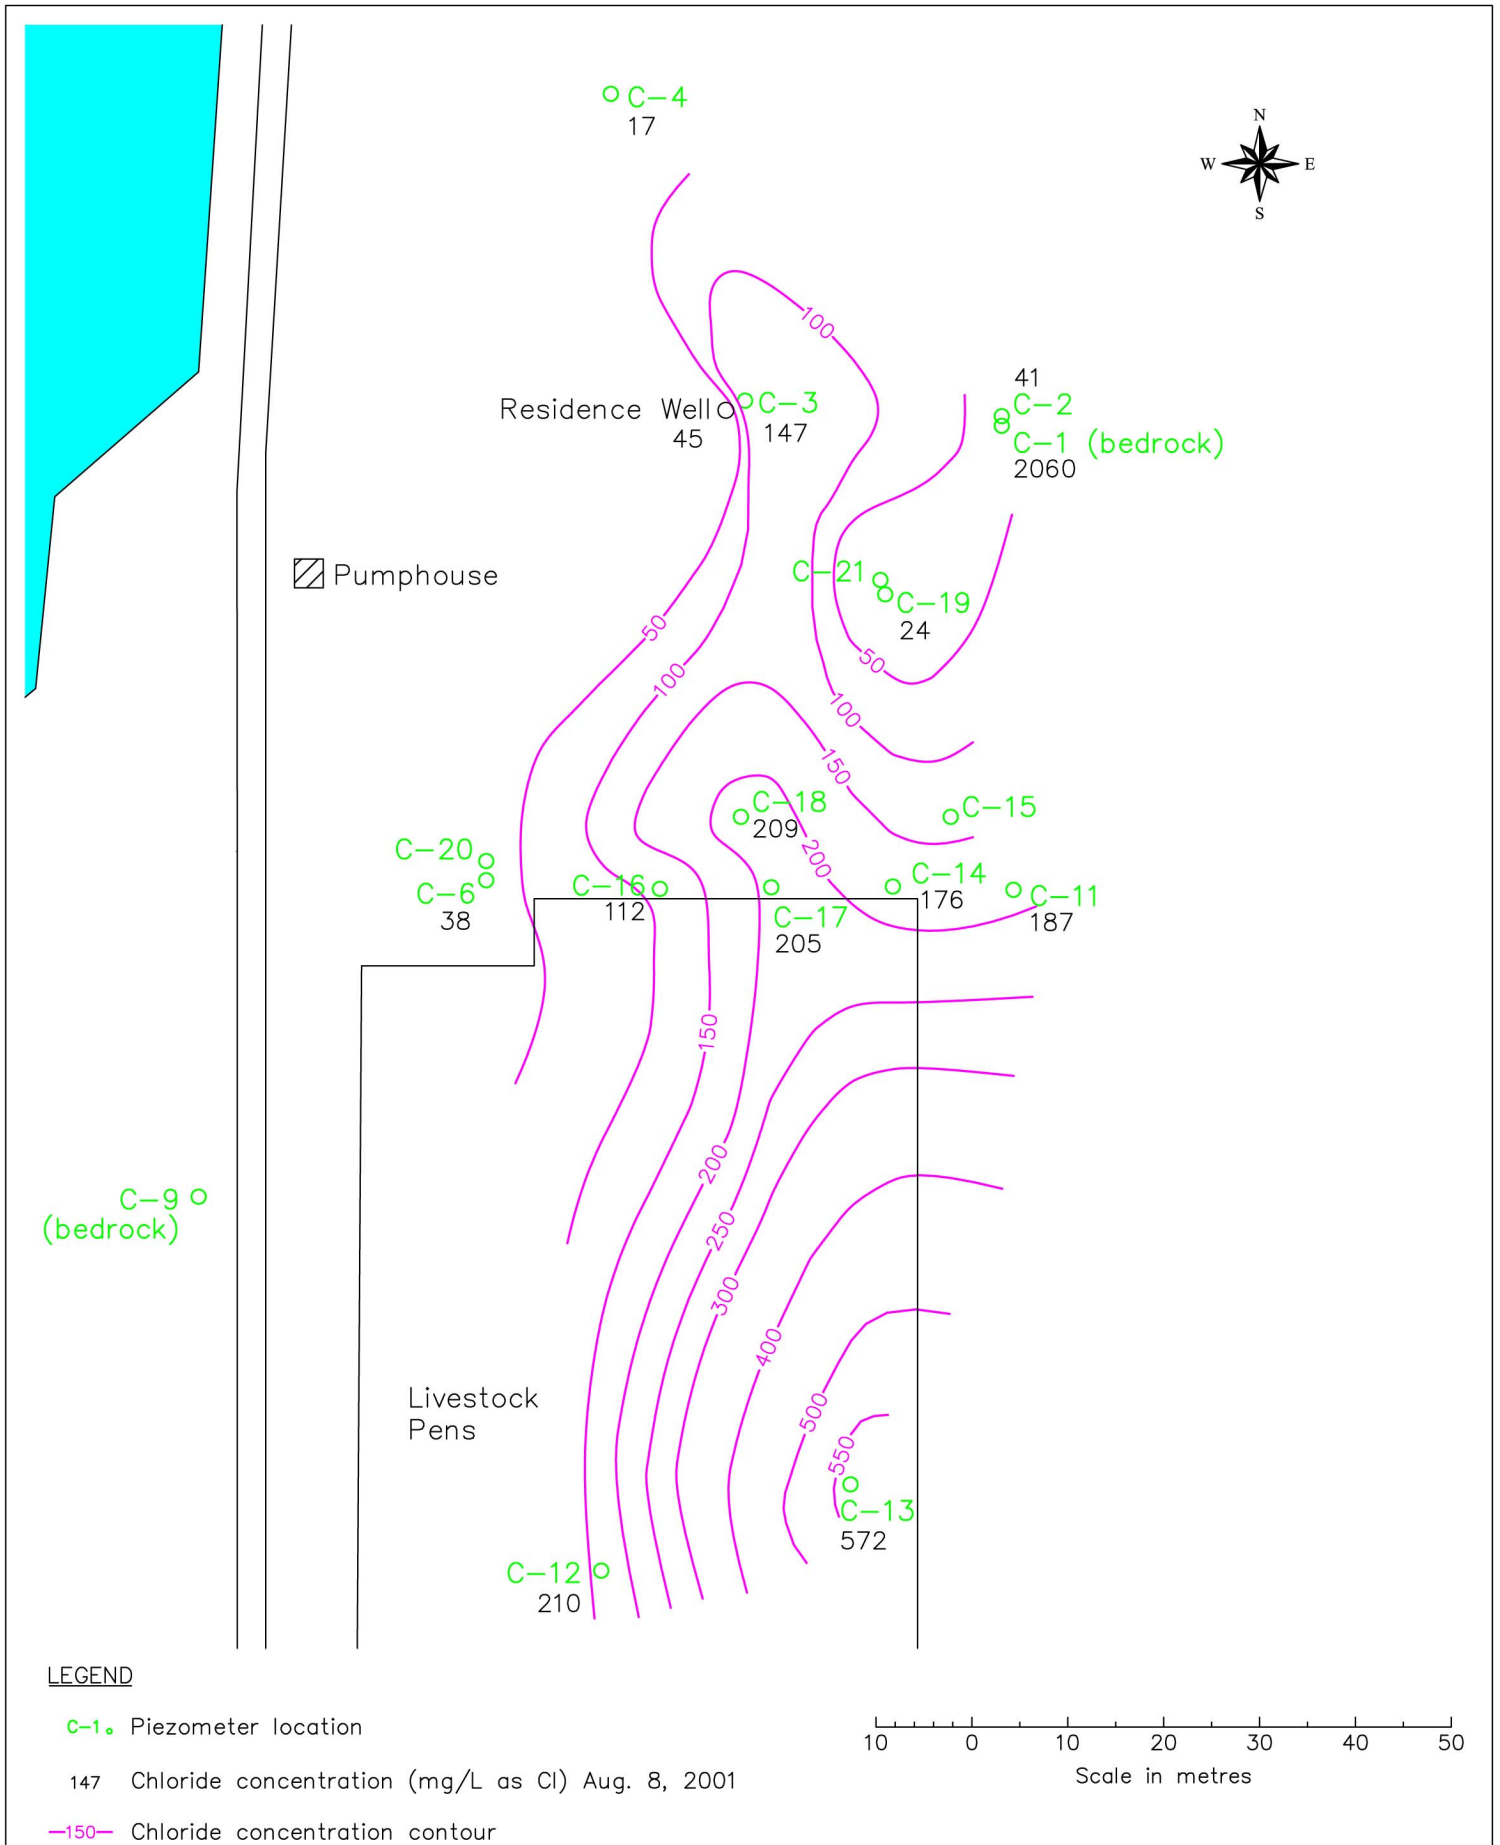 C-4
17
N
W E
S
100
41
C-2
C-1 (bedrock)
2060
Residence Well
45
C-3
147
C-21
C-19
24
Pumphouse
50
50
100
100
150
C-18
209
C-15
200
C-20
C-6
38
C-16
112
C-17
205
C-14
176
C-11
187
150
200
C-9
(bedrock)
250
300
400
Livestock
Pens
500
550
C-13
572
C-12
210
LEGEND
C-1 Piezometer location
147 Chloride concentration (mg/L as Cl) Aug. 8, 2001
150 Chloride concentration contour
10 0 10 20 30 40 50
Scale in metres